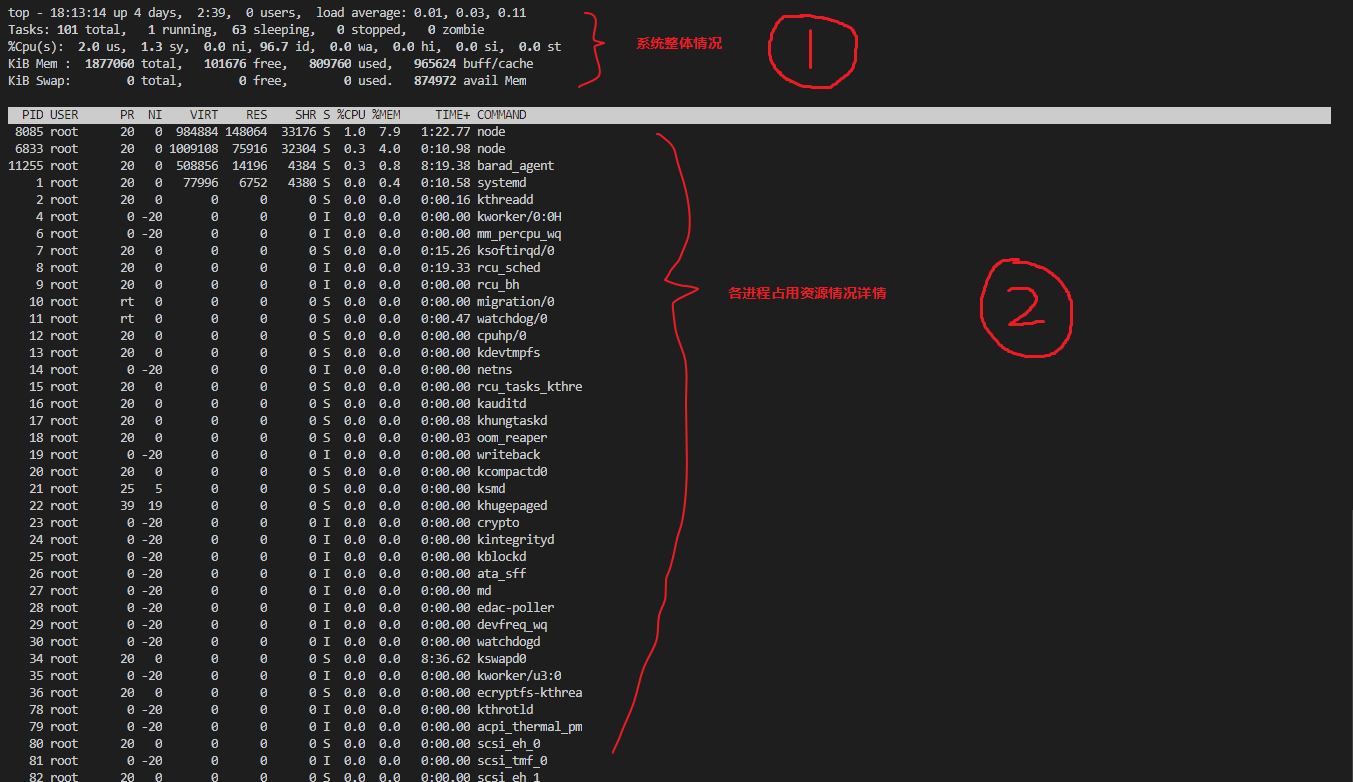 top - 18:13:14 up 4 days,  2:39,  0 users,  load average: 0.01, 0.03, 0.11
Tasks: 101 total,   1 running,  63 sleeping,   0 stopped,   0 zombie
%Cpu(s):  2.0 us,  1.3 sy,  0.0 ni, 96.7 id,  0.0 wa,  0.0 hi,  0.0 si,  0.0 st
KiB Mem :  1877060 total,   101676 free,   809760 used,   965624 buff/cache
KiB Swap:        0 total,        0 free,        0 used.   874972 avail Mem
系统整体情况
1
PID USER      PR  NI    VIRT    RES    SHR S %CPU %MEM     TIME+ COMMAND
8085 root      20   0  984884 148064  33176 S  1.0  7.9   1:22.77 node
6833 root      20   0 1009108  75916  32304 S  0.3  4.0   0:10.98 node
11255 root      20   0  508856  14196   4384 S  0.3  0.8   8:19.38 barad_agent
1 root      20   0   77996   6752   4380 S  0.0  0.4   0:10.58 systemd
2 root      20   0       0      0      0 S  0.0  0.0   0:00.16 kthreadd
4 root       0 -20       0      0      0 I  0.0  0.0   0:00.00 kworker/0:0H
6 root       0 -20       0      0      0 I  0.0  0.0   0:00.00 mm_percpu_wq
7 root      20   0       0      0      0 S  0.0  0.0   0:15.26 ksoftirqd/0
8 root      20   0       0      0      0 I  0.0  0.0   0:19.33 rcu_sched
9 root      20   0       0      0      0 I  0.0  0.0   0:00.00 rcu_bh
10 root      rt   0       0      0      0 S  0.0  0.0   0:00.00 migration/0
11 root      rt   0       0      0      0 S  0.0  0.0   0:00.47 watchdog/0
12 root      20   0       0      0      0 S  0.0  0.0   0:00.00 cpuhp/0
13 root      20   0       0      0      0 S  0.0  0.0   0:00.00 kdevtmpfs
14 root       0 -20       0      0      0 I  0.0  0.0   0:00.00 netns
15 root      20   0       0      0      0 S  0.0  0.0   0:00.00 rcu_tasks_kthre
16 root      20   0       0      0      0 S  0.0  0.0   0:00.00 kauditd
17 root      20   0       0      0      0 S  0.0  0.0   0:00.08 khungtaskd
18 root      20   0       0      0      0 S  0.0  0.0   0:00.03 oom_reaper
19 root       0 -20       0      0      0 I  0.0  0.0   0:00.00 writeback
20 root      20   0       0      0      0 S  0.0  0.0   0:00.00 kcompactd0
21 root      25   5       0      0      0 S  0.0  0.0   0:00.00 ksmd
22 root      39  19       0      0      0 S  0.0  0.0   0:00.00 khugepaged
23 root       0 -20       0      0      0 I  0.0  0.0   0:00.00 crypto
24 root       0 -20       0      0      0 I  0.0  0.0   0:00.00 kintegrityd
25 root       0 -20       0      0      0 I  0.0  0.0   0:00.00 kblockd
26 root       0 -20       0      0      0 I  0.0  0.0   0:00.00 ata_sff
27 root       0 -20       0      0      0 I  0.0  0.0   0:00.00 md
28 root       0 -20       0      0      0 I  0.0  0.0   0:00.00 edac-poller
29 root       0 -20       0      0      0 I  0.0  0.0   0:00.00 devfreq_wq
30 root       0 -20       0      0      0 I  0.0  0.0   0:00.00 watchdogd
34 root      20   0       0      0      0 S  0.0  0.0   8:36.62 kswapd0
35 root       0 -20       0      0      0 I  0.0  0.0   0:00.00 kworker/u3:0
36 root      20   0       0      0      0 S  0.0  0.0   0:00.00 ecryptfs-kthrea
78 root       0 -20       0      0      0 I  0.0  0.0   0:00.00 kthrotld
79 root       0 -20       0      0      0 I  0.0  0.0   0:00.00 acpi_thermal_pm
80 root      20   0       0      0      0 S  0.0  0.0   0:00.00 scsi_eh_0
81 root       0 -20       0      0      0 I  0.0  0.0   0:00.00 scsi_tmf_0
82 root      20   0       0      0      0 S  0.0  0.0   0:00.00 scsi_eh_1
各进程占用资源情况详情
2